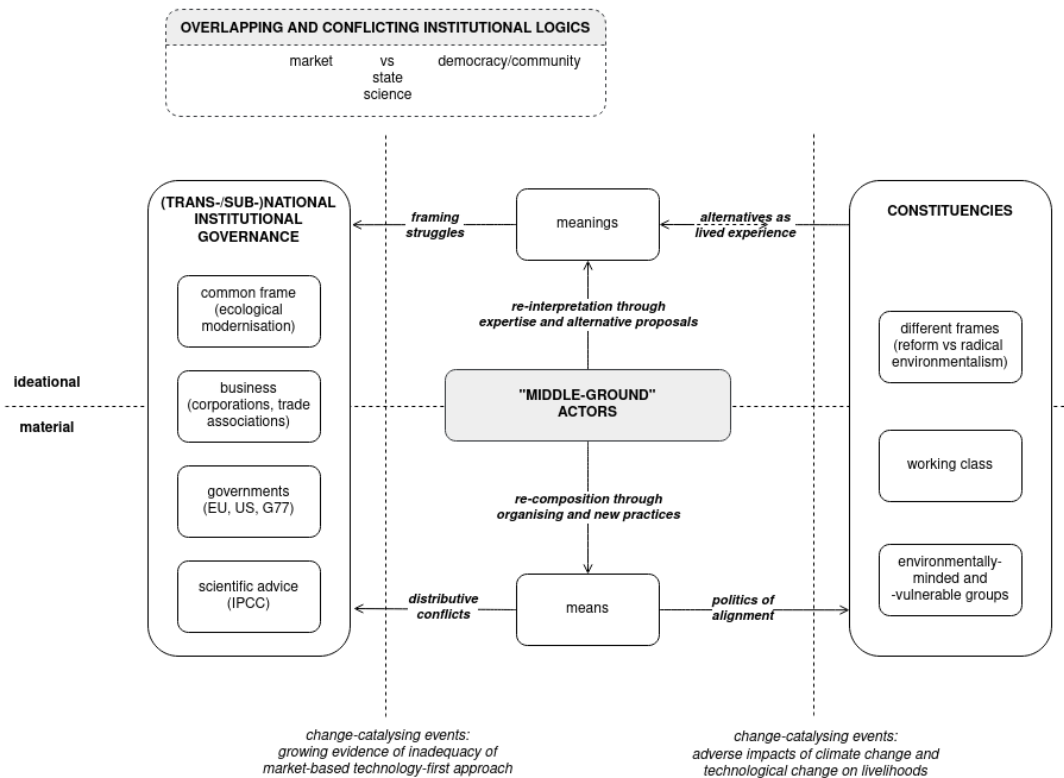 OVERLAPPING AND CONFLICTING INSTITUTIONAL LOGICS
market vs democracy/community
state
science
(TRANS-/SUB-)NATIONAL
INSTITUTIONAL
GOVERNANCE
common frame
(ecological
modernisation)
business
(corporations, trade
associations)
governments
(EU, US, G77)
scientific advice
(IPCC)
ideational
material
framing
struggles
meanings
alternatives as
lived experience
re-interpretation through
expertise and alternative proposals
"MIDDLE-GROUND"
ACTORS
re-composition through
organising and new practices
distributive
conflicts
means
politics of
alignment
CONSTITUENCIES
different frames
(reform vs radical
environmentalism)
working class
environmentally-
minded and
-vulnerable groups
change-catalysing events:
growing evidence of inadequacy of
market-based technology-first approach
change-catalysing events:
adverse impacts of climate change and
technological change on livelihoods